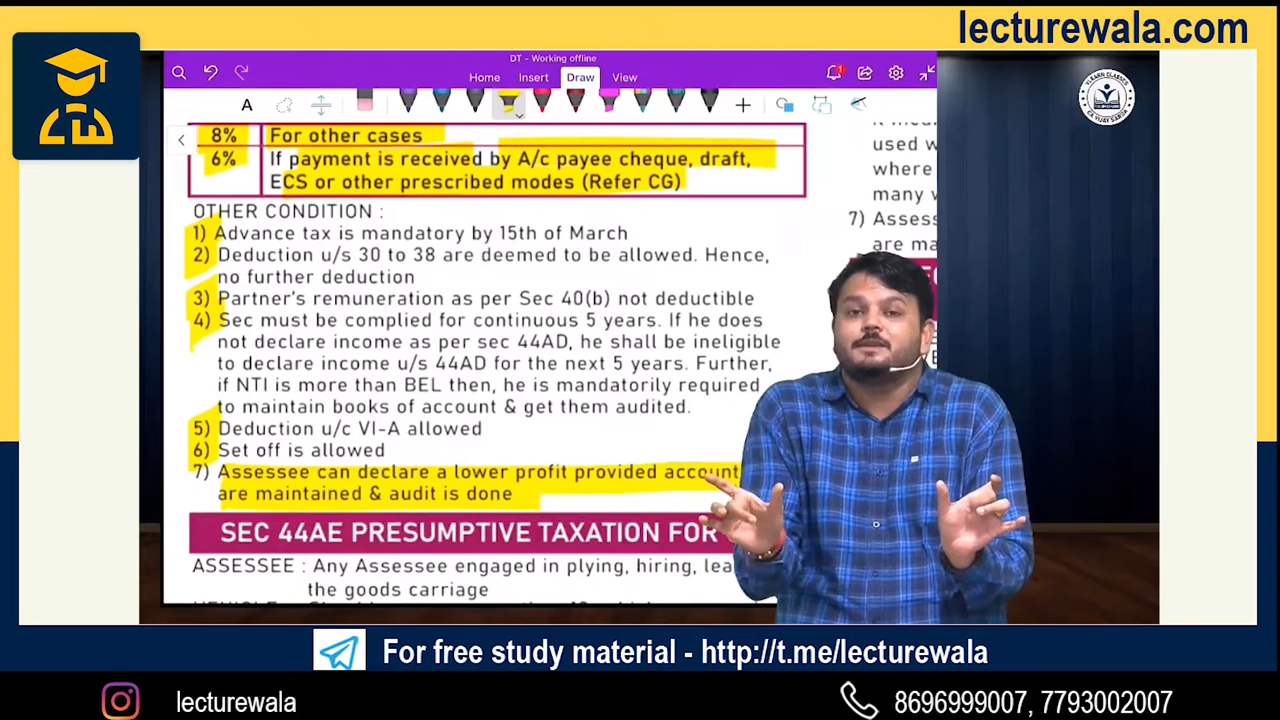 lecturewala.com
DT - Working offline
Home Insert Draw View
A
8% For other cases
6% If payment is received by A/c payee cheque, draft,
ECS or other prescribed modes (Refer CG)
OTHER CONDITION :
1) Advance tax is mandatory by 15th of March
2) Deduction u/s 30 to 38 are deemed to be allowed. Hence,
no further deduction
3) Partner's remuneration as per Sec 40(b) not deductible
4) Sec must be complied for continuous 5 years. If he does
not declare income as per sec 44AD, he shall be ineligible
to declare income u/s 44AD for the next 5 years. Further,
if NTI is more than BEL then, he is mandatorily required
to maintain books of account & get them audited.
5) Deduction u/c VI-A allowed
6) Set off is allowed
7) Assessee can declare a lower profit provided account
are maintained & audit is done
SEC 44AE PRESUMPTIVE TAXATION FOR
ASSESSEE : Any Assessee engaged in plying, hiring, lea
the goods carriage
used w
where
many w
7) Assess
are ma
CA VIJAY SARDA
For free study material - http://t.me/lecturewala
lecturewala
8696999007, 7793002007